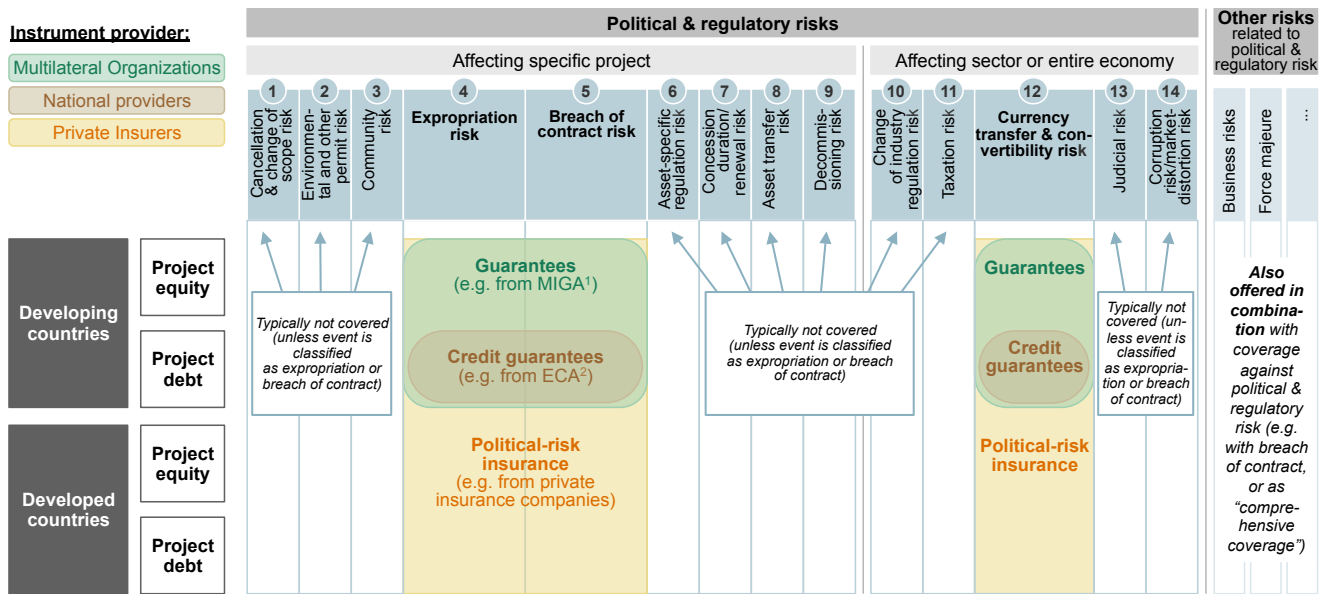 Instrument provider:
Multilateral Organizations
National providers
Private Insurers
Political & regulatory risks
Affecting specific project
Affecting sector or entire economy
Other risks
related to
political &
regulatory risk
1
Cancellation
& change of
scope risk
2
Environmen-
tal and other
permit risk
3
Community
risk
4
Expropriation
risk
5
Breach of
contract risk
6
Asset-specific
regulation risk
7
Concession
duration/
renewal risk
8
Asset transfer
risk
9
Decommis-
sioning risk
10
Change
of industry
regulation risk
11
Taxation risk
12
Currency
transfer & con-
vertibility risk
13
Judicial risk
14
Corruption
risk/market-
distortion risk
Business risks
Force majeure
...
Developing
countries
Project
equity
Project
debt
Developed
countries
Project
equity
Project
debt
Typically not covered
(unless event is
classified
as expropriation or
breach of contract)
Guarantees
(e.g. from MIGA1)
Credit guarantees
(e.g. from ECA2)
Political-risk
insurance
(e.g. from private
insurance companies)
Typically not covered
(unless event is classified
as expropriation or breach
of contract)
Guarantees
Credit
guarantees
Political-risk
insurance
Typically not
covered (un-
less event is
classified
as expropria-
tion or breach
of contract)
Also
offered in
combina-
tion with
coverage
against
political &
regulatory
risk (e.g.
with breach
of contract,
or as
“compre-
hensive
coverage”)